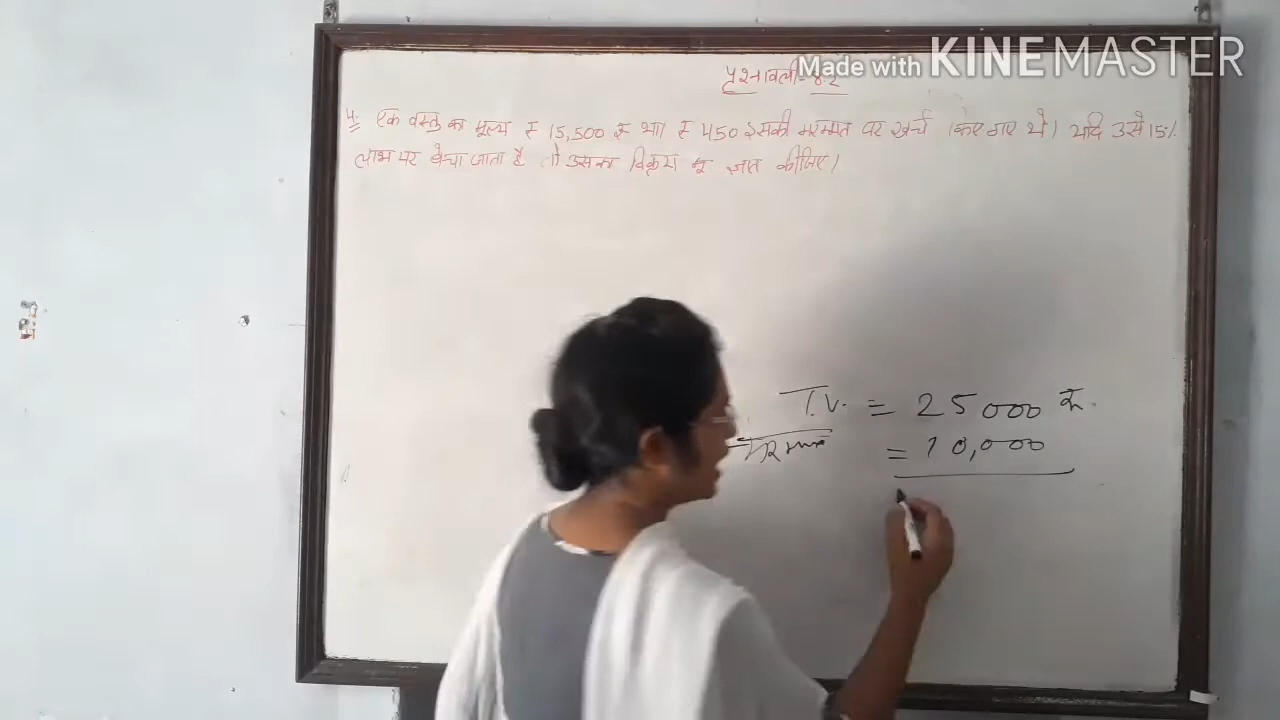 Made with KINEMASTER
प्रश्नावली-8.2
4. एक वस्तु का मूल्य ₹ 15,500 रू था। ₹ 450 इसकी मरम्मत पर खर्च किए गए थे। यदि उसे 15%
लाभ पर बेचा जाता है तो उसका विक्रय मू ज्ञात कीजिए।
T.V. = 25000 रू.
= 10,000